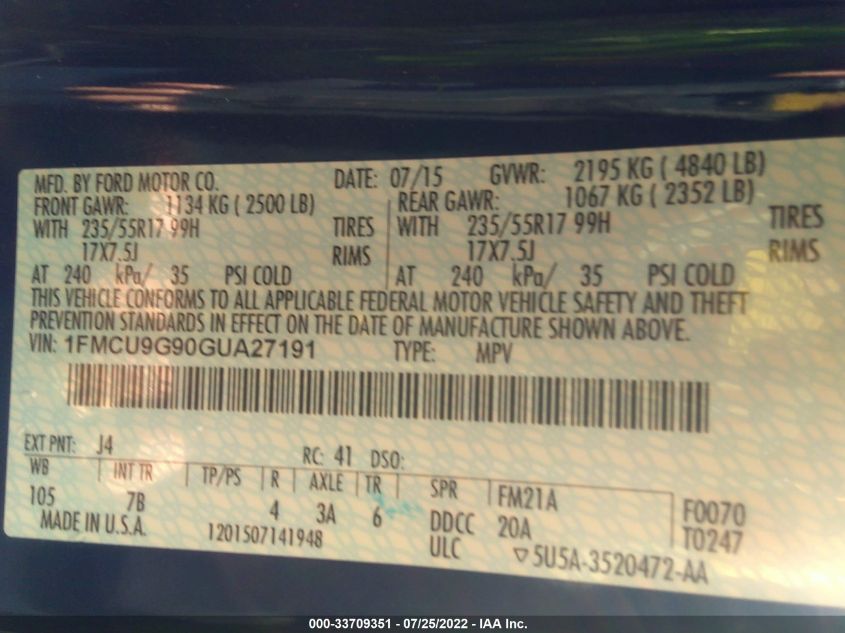 MFD. BY FORD MOTOR CO. DATE: 07/15 GVWR: 2195 KG ( 4840 LB)
FRONT GAWR: 1134 KG ( 2500 LB) REAR GAWR: 1067 KG ( 2352 LB)
WITH 235/55R17 99H TIRES WITH 235/55R17 99H TIRES
17X7.5J RIMS 17X7.5J RIMS
AT 240 kPa/ 35 PSI COLD AT 240 kPa/ 35 PSI COLD
THIS VEHICLE CONFORMS TO ALL APPLICABLE FEDERAL MOTOR VEHICLE SAFETY AND THEFT
PREVENTION STANDARDS IN EFFECT ON THE DATE OF MANUFACTURE SHOWN ABOVE.
VIN: 1FMCU9G90GUA27191 TYPE: MPV
EXT PNT: J4 RC: 41 DSO:
WB INT TR TP/PS R AXLE TR SPR FM21A F0070
105 7B 4 3A 6 DDCC 20A T0247
MADE IN U.S.A. 1201507141948 ULC ▽5U5A-3520472-AA
000-33709351 - 07/25/2022 - IAA Inc.